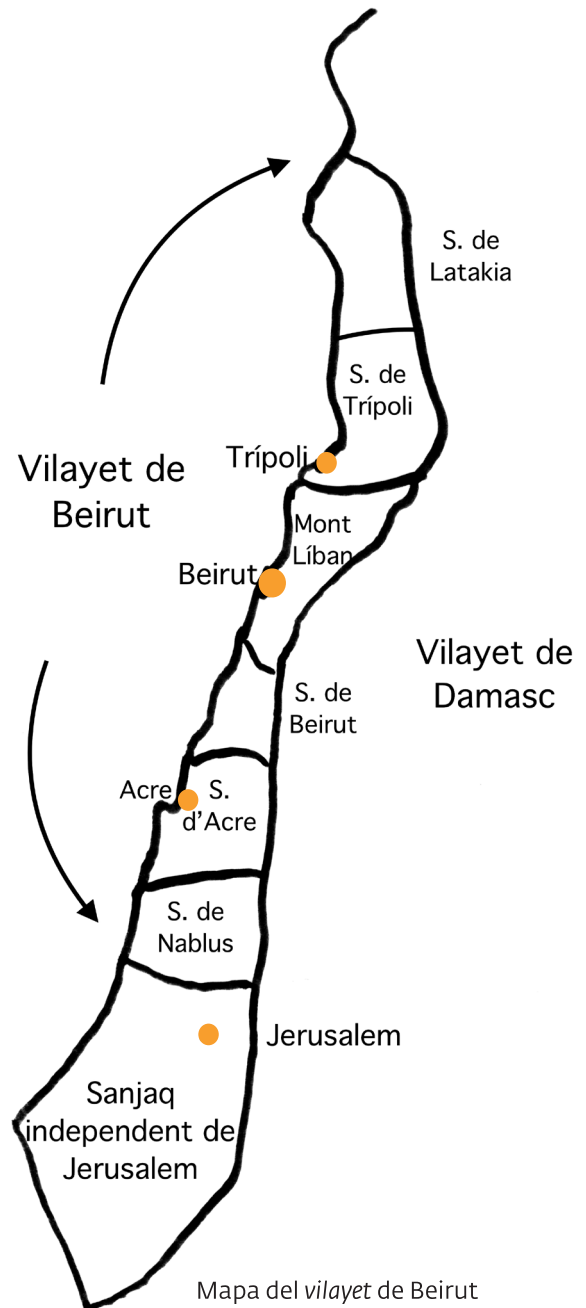 S. de
Latakia
S. de
Trípoli
Trípoli
Vilayet de
Beirut
Mont
Líban
Beirut
Vilayet de
Damasc
S. de
Beirut
Acre
S.
d'Acre
S. de
Nablus
Jerusalem
Sanjaq
independent de
Jerusalem
Mapa del vilayet de Beirut